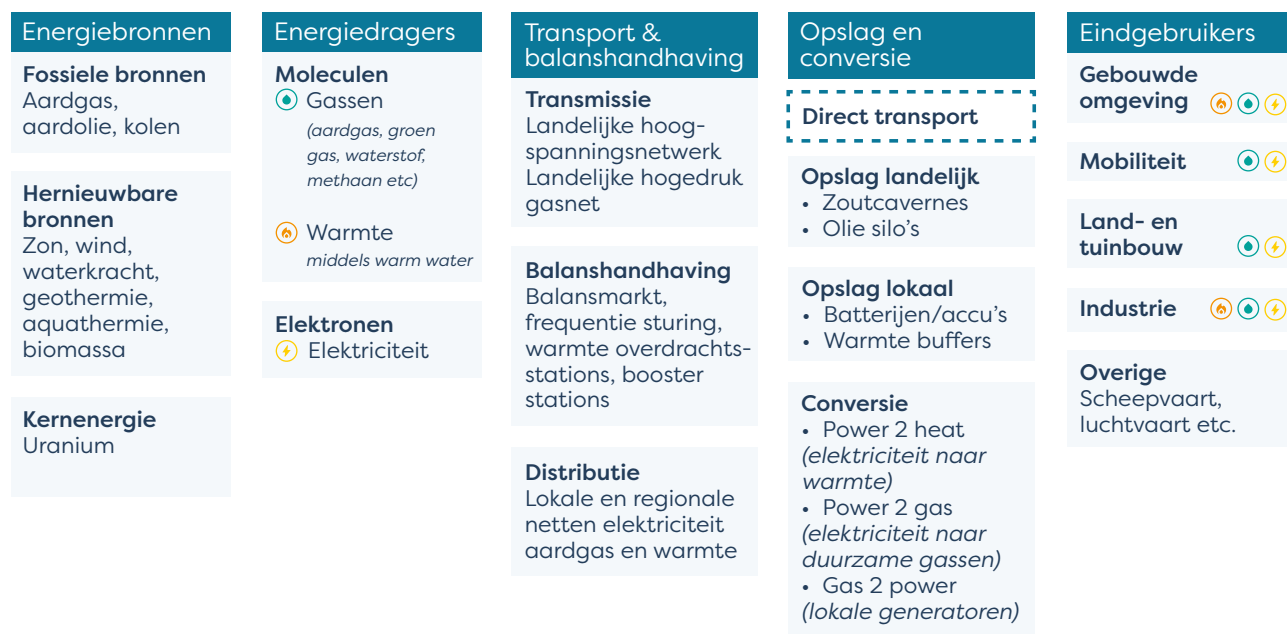 Energiebronnen
Fossiele bronnen
Aardgas,
aardolie, kolen
Hernieuwbare
bronnen
Zon, wind,
waterkracht,
geothermie,
aquathermie,
biomassa
Kernenergie
Uranium
Energiedragers
Moleculen
Gassen
(aardgas, groen
gas, waterstof,
methaan etc)
Warmte
middels warm water
Elektronen
Elektriciteit
Transport &
balanshandhaving
Transmissie
Landelijke hoog-
spanningsnetwerk
Landelijke hogedruk
gasnet
Balanshandhaving
Balansmarkt,
frequentie sturing,
warmte overdrachts-
stations, booster
stations
Distributie
Lokale en regionale
netten elektriciteit
aardgas en warmte
Opslag en
conversie
Direct transport
Opslag landelijk
• Zoutcavernes
• Olie silo's
Opslag lokaal
• Batterijen/accu's
• Warmte buffers
Conversie
• Power 2 heat
(elektriciteit naar
warmte)
• Power 2 gas
(elektriciteit naar
duurzame gassen)
• Gas 2 power
(lokale generatoren)
Eindgebruikers
Gebouwde
omgeving
Mobiliteit
Land- en
tuinbouw
Industrie
Overige
Scheepvaart,
luchtvaart etc.